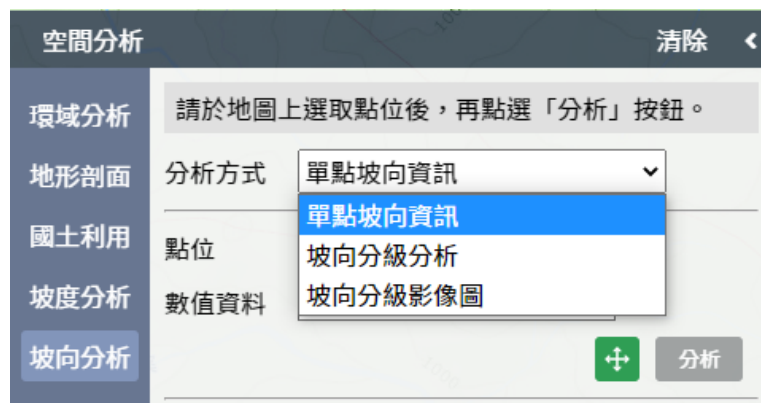 空間分析 清除
環域分析
地形剖面
國土利用
坡度分析
坡向分析
請於地圖上選取點位後，再點選「分析」按鈕。
分析方式 單點坡向資訊
單點坡向資訊
坡向分級分析
坡向分級影像圖
點位
數值資料
分析